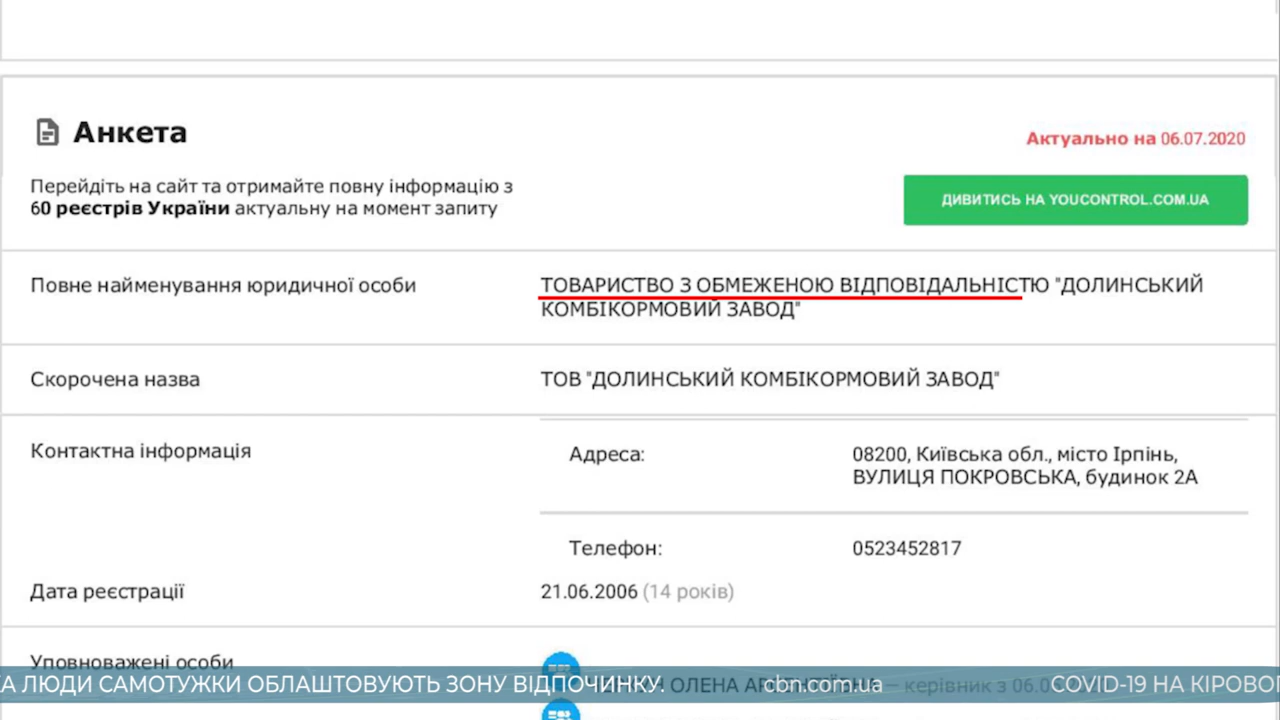 Анкета
Актуально на 06.07.2020
Перейдіть на сайт та отримайте повну інформацію з
60 реєстрів України актуальну на момент запиту
ДИВИТИСЬ НА YOUCONTROL.COM.UA
Повне найменування юридичної особи
ТОВАРИСТВО З ОБМЕЖЕНОЮ ВІДПОВІДАЛЬНІСТЮ "ДОЛИНСЬКИЙ
КОМБІКОРМОВИЙ ЗАВОД"
Скорочена назва
ТОВ "ДОЛИНСЬКИЙ КОМБІКОРМОВИЙ ЗАВОД"
Контактна інформація
Адреса:
08200, Київська обл., місто Ірпінь,
ВУЛИЦЯ ПОКРОВСЬКА, будинок 2А
Телефон:
0523452817
Дата реєстрації
21.06.2006 (14 років)
Уповноважені особи
ОЛЕНА — керівник з
А ЛЮДИ САМОТУЖКИ ОБЛАШТОВУЮТЬ ЗОНУ ВІДПОЧИНКУ. cbn.com.ua COVID-19 НА